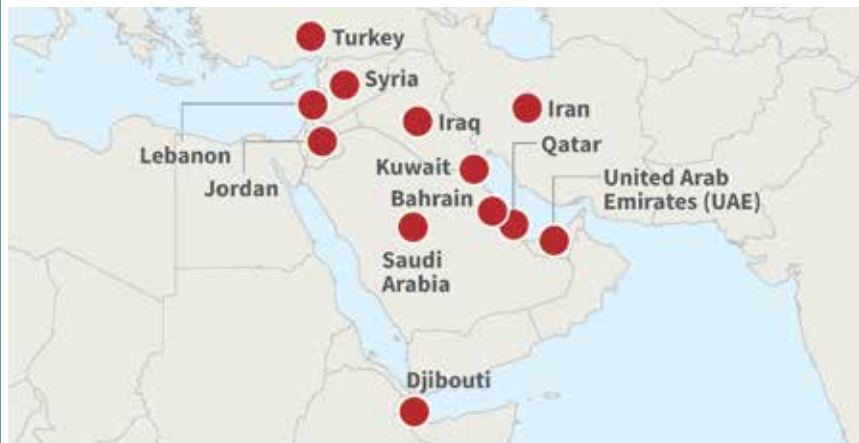 Turkey
Syria
Iran
Iraq
Qatar
Lebanon
Kuwait
Jordan
United Arab
Emirates (UAE)
Bahrain
Saudi
Arabia
Djibouti